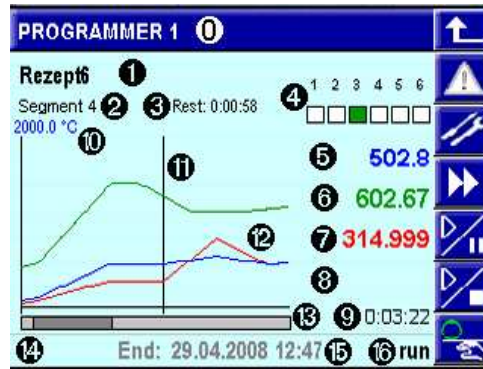 PROGRAMMER 1 0
Rezept6 1
1 2 3 4 5 6
Segment 4 2 3 Rest: 0:00:58 4
2000.0 °C 10
11
5 502.8
6 602.67
12 7 314.999
8
13 9 0:03:22
14 End: 29.04.2008 12:47 15 16 run